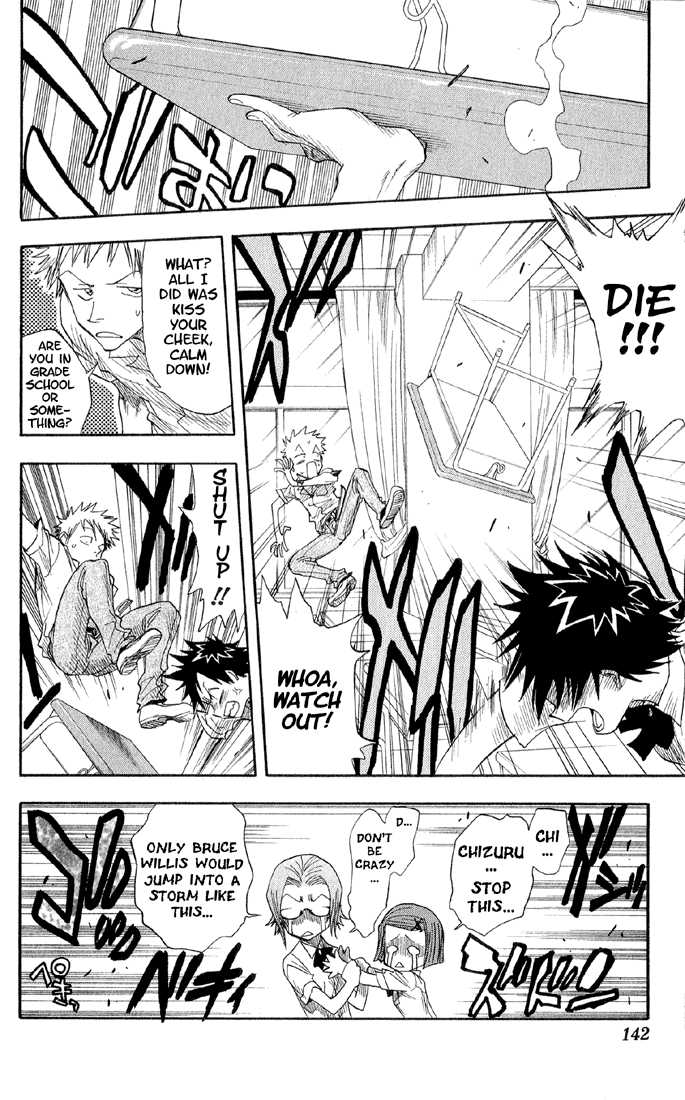 DIE
!!!
WHOA,
WATCH
OUT!
WHAT?
ALL I
DID WAS
KISS
YOUR
CHEEK,
CALM
DOWN!
ARE
YOU IN
GRADE
SCHOOL
OR
SOME-
THING?
SHUT UP!!
CHI
...
CHIZURU
...
STOP
THIS...
D...
DON'T
BE
CRAZY
...
ONLY BRUCE
WILLIS WOULD
JUMP INTO A
STORM LIKE
THIS...
142